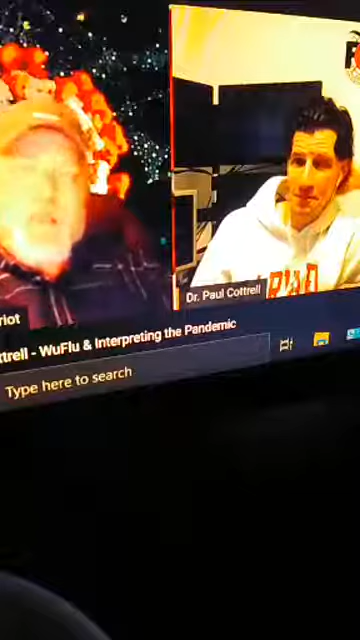 riot
Dr. Paul Cottrell
ttrell - WuFlu & Interpreting the Pandemic
Type here to search